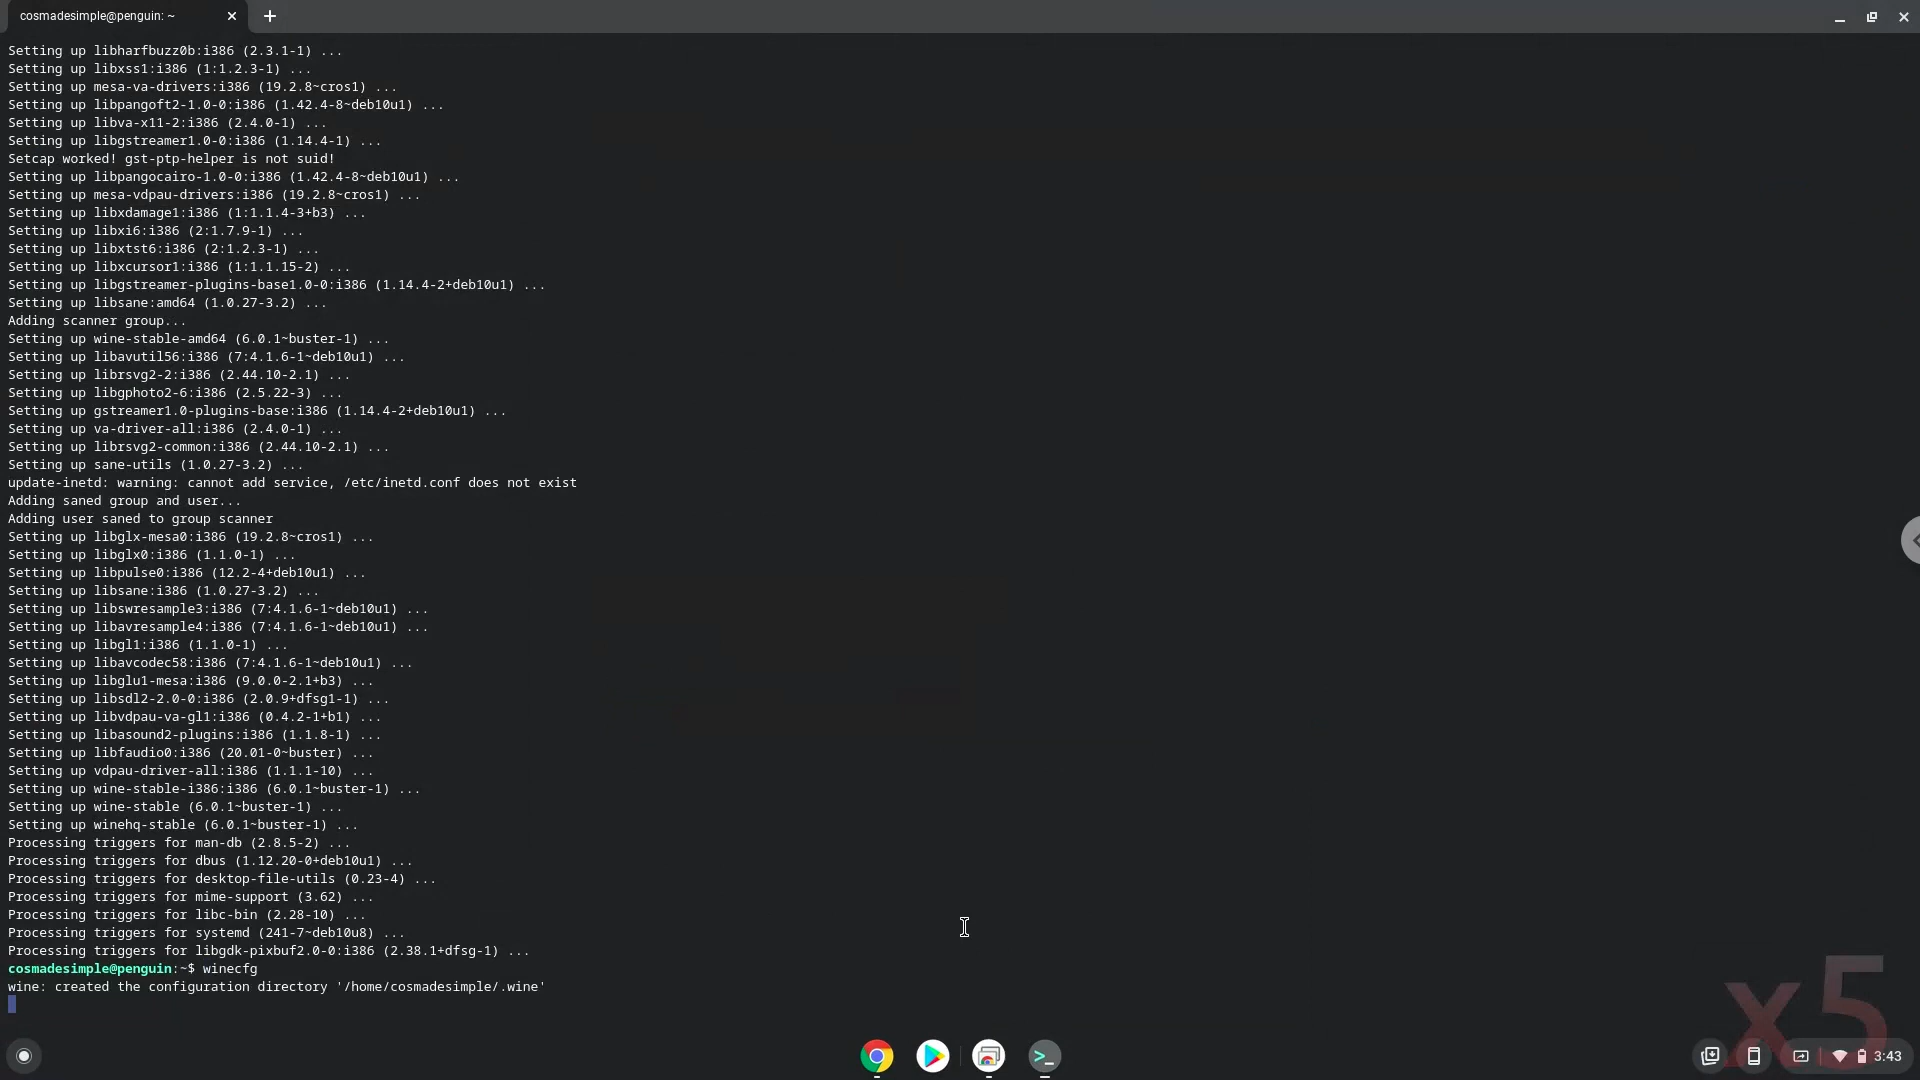 cosmadesimple@penguin: ~
Setting up libharfbuzz0b:i386 (2.3.1-1) ...
Setting up libxss1:i386 (1:1.2.3-1) ...
Setting up mesa-va-drivers:i386 (19.2.8~cros1) ...
Setting up libpangoft2-1.0-0:i386 (1.42.4-8~deb10u1) ...
Setting up libva-x11-2:i386 (2.4.0-1) ...
Setting up libgstreamer1.0-0:i386 (1.14.4-1) ...
Setcap worked! gst-ptp-helper is not suid!
Setting up libpangocairo-1.0-0:i386 (1.42.4-8~deb10u1) ...
Setting up mesa-vdpau-drivers:i386 (19.2.8~cros1) ...
Setting up libxdamage1:i386 (1:1.1.4-3+b3) ...
Setting up libxi6:i386 (2:1.7.9-1) ...
Setting up libxtst6:i386 (2:1.2.3-1) ...
Setting up libxcursor1:i386 (1:1.1.15-2) ...
Setting up libgstreamer-plugins-base1.0-0:i386 (1.14.4-2+deb10u1) ...
Setting up libsane:amd64 (1.0.27-3.2) ...
Adding scanner group...
Setting up wine-stable-amd64 (6.0.1~buster-1) ...
Setting up libavutil56:i386 (7:4.1.6-1~deb10u1) ...
Setting up librsvg2-2:i386 (2.44.10-2.1) ...
Setting up libgphoto2-6:i386 (2.5.22-3) ...
Setting up gstreamer1.0-plugins-base:i386 (1.14.4-2+deb10u1) ...
Setting up va-driver-all:i386 (2.4.0-1) ...
Setting up librsvg2-common:i386 (2.44.10-2.1) ...
Setting up sane-utils (1.0.27-3.2) ...
update-inetd: warning: cannot add service, /etc/inetd.conf does not exist
Adding saned group and user...
Adding user saned to group scanner
Setting up libglx-mesa0:i386 (19.2.8~cros1) ...
Setting up libglx0:i386 (1.1.0-1) ...
Setting up libpulse0:i386 (12.2-4+deb10u1) ...
Setting up libsane:i386 (1.0.27-3.2) ...
Setting up libswresample3:i386 (7:4.1.6-1~deb10u1) ...
Setting up libavresample4:i386 (7:4.1.6-1~deb10u1) ...
Setting up libgl1:i386 (1.1.0-1) ...
Setting up libavcodec58:i386 (7:4.1.6-1~deb10u1) ...
Setting up libglu1-mesa:i386 (9.0.0-2.1+b3) ...
Setting up libsdl2-2.0-0:i386 (2.0.9+dfsg1-1) ...
Setting up libvdpau-va-gl1:i386 (0.4.2-1+b1) ...
Setting up libasound2-plugins:i386 (1.1.8-1) ...
Setting up libfaudio0:i386 (20.01-0~buster) ...
Setting up vdpau-driver-all:i386 (1.1.1-10) ...
Setting up wine-stable-i386:i386 (6.0.1~buster-1) ...
Setting up wine-stable (6.0.1~buster-1) ...
Setting up winehq-stable (6.0.1~buster-1) ...
Processing triggers for man-db (2.8.5-2) ...
Processing triggers for dbus (1.12.20-0+deb10u1) ...
Processing triggers for desktop-file-utils (0.23-4) ...
Processing triggers for mime-support (3.62) ...
Processing triggers for libc-bin (2.28-10) ...
Processing triggers for systemd (241-7~deb10u8) ...
Processing triggers for libgdk-pixbuf2.0-0:i386 (2.38.1+dfsg-1) ...
cosmadesimple@penguin:~$ winecfg
wine: created the configuration directory '/home/cosmadesimple/.wine'
x5
3:43